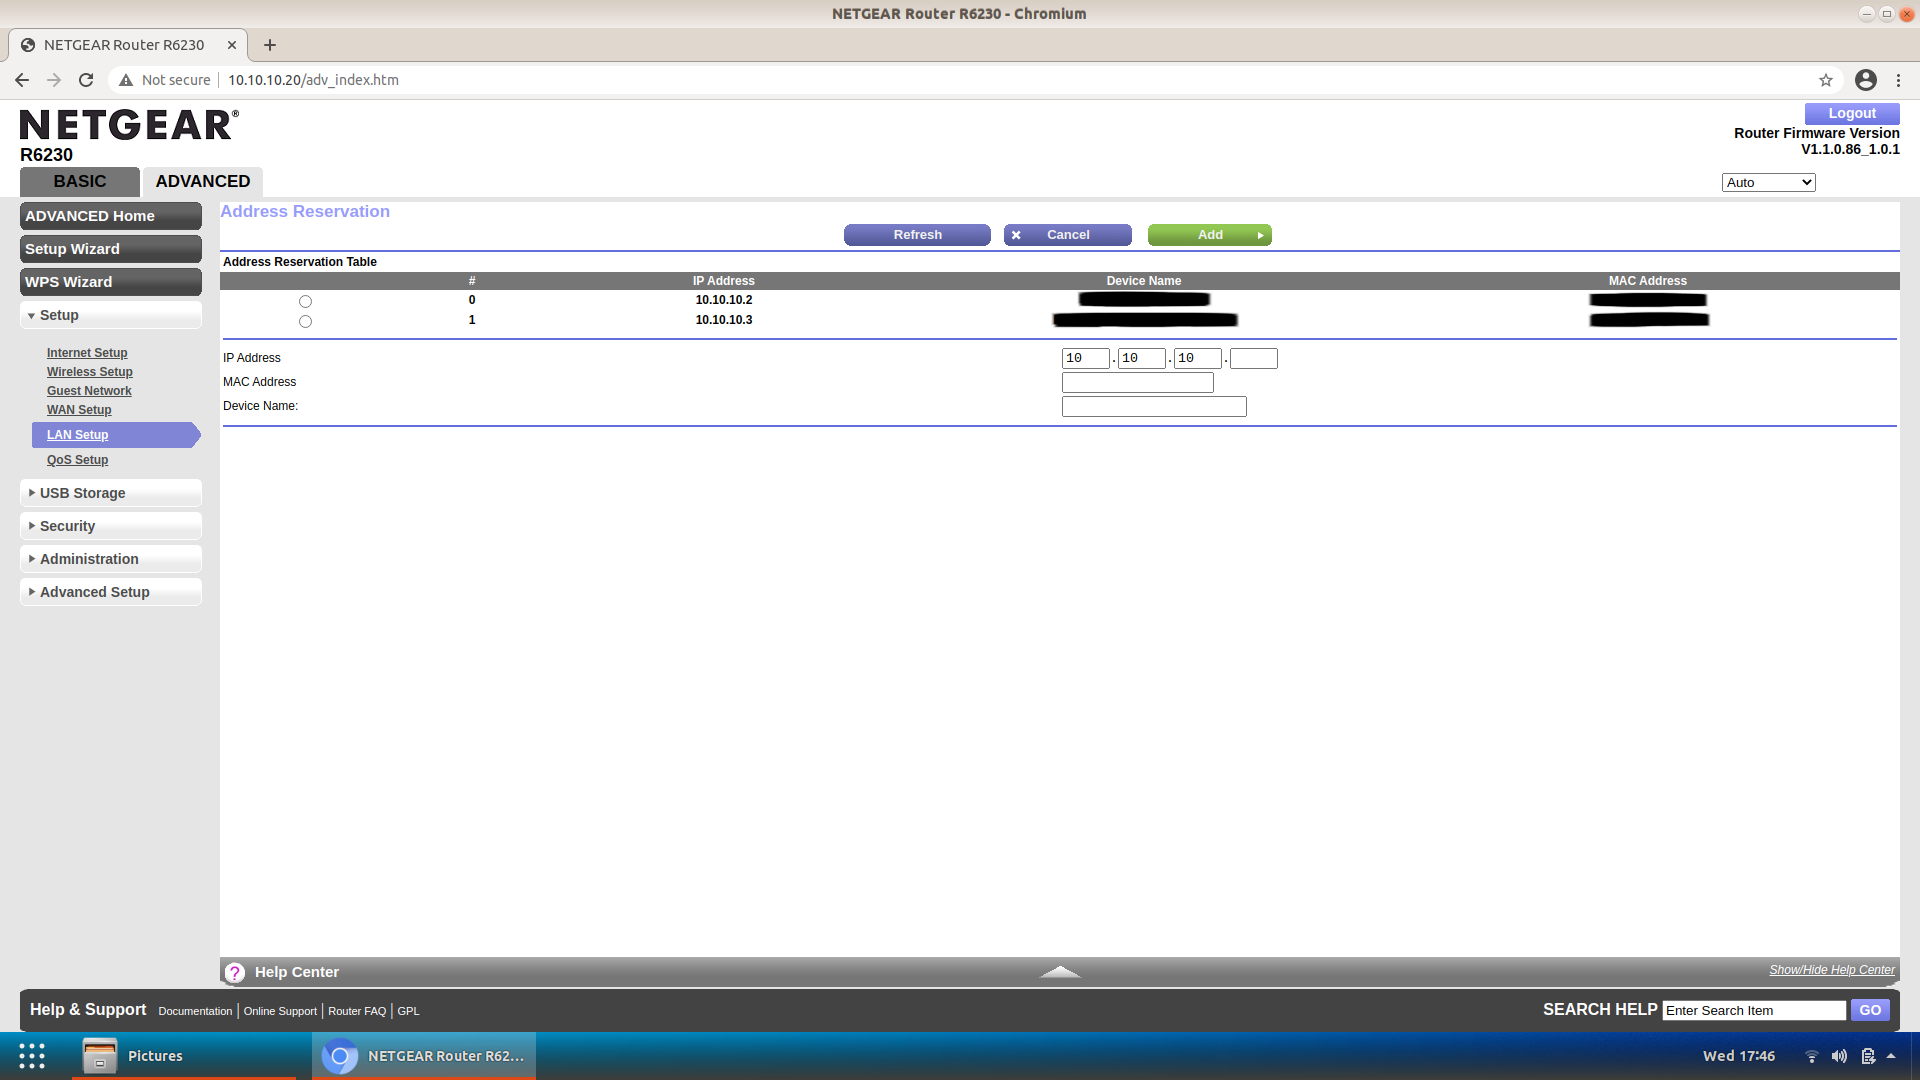 NETGEAR Router R6230 - Chromium
NETGEAR Router R6230
Not secure 10.10.10.20/adv_index.htm
NETGEAR®
R6230
Logout
Router Firmware Version
V1.1.0.86_1.0.1
BASIC ADVANCED
Auto
ADVANCED Home
Setup Wizard
WPS Wizard
Setup
Internet Setup
Wireless Setup
Guest Network
WAN Setup
LAN Setup
QoS Setup
USB Storage
Security
Administration
Advanced Setup
Address Reservation
Refresh Cancel Add
Address Reservation Table
# IP Address Device Name MAC Address
0 10.10.10.2
1 10.10.10.3
IP Address 10 . 10 . 10 .
MAC Address
Device Name:
? Help Center Show/Hide Help Center
Help & Support Documentation | Online Support | Router FAQ | GPL SEARCH HELP Enter Search Item GO
Pictures NETGEAR Router R62... Wed 17:46